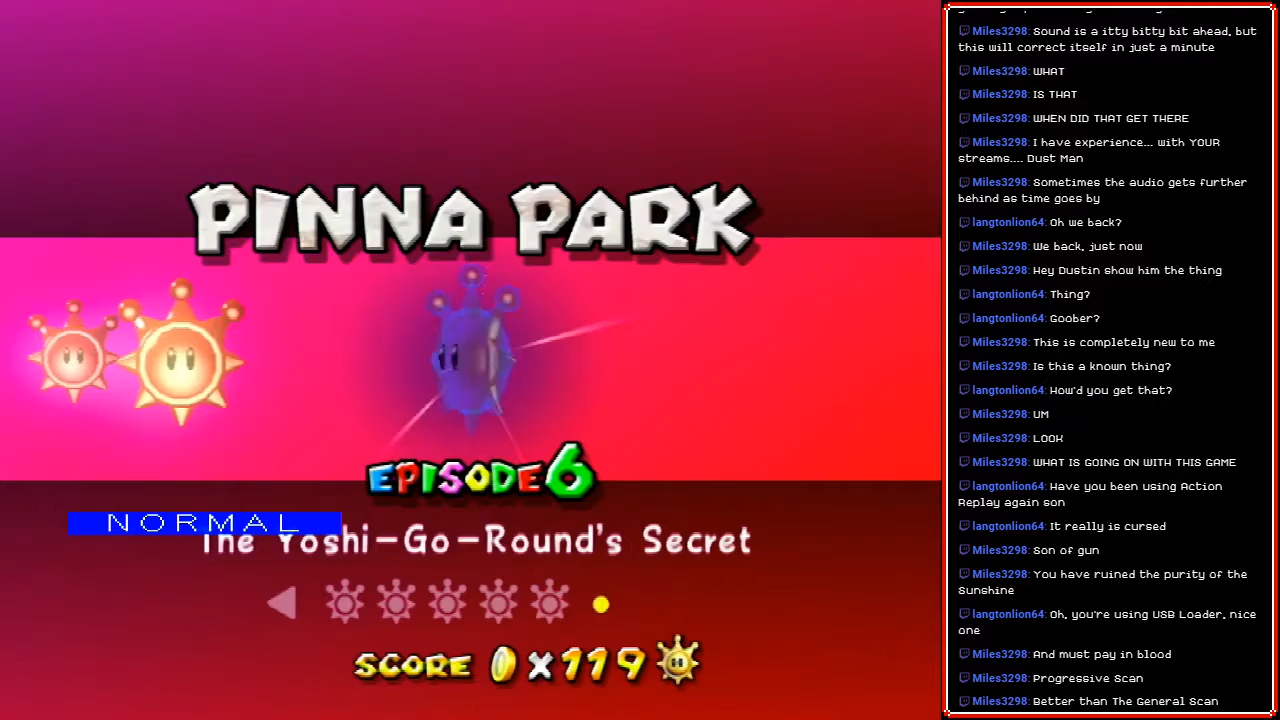 PINNA PARK
EPISODE 6
NORMAL
The Yoshi-Go-Round's Secret
SCORE x119
Miles3298: Sound is a itty bitty bit ahead, but
this will correct itself in just a minute
Miles3298: WHAT
Miles3298: IS THAT
Miles3298: WHEN DID THAT GET THERE
Miles3298: I have experience... with YOUR
streams.... Dust Man
Miles3298: Sometimes the audio gets further
behind as time goes by
langtonlion64: Oh we back?
Miles3298: We back, just now
Miles3298: Hey Dustin show him the thing
langtonlion64: Thing?
langtonlion64: Goober?
Miles3298: This is completely new to me
Miles3298: Is this a known thing?
langtonlion64: How'd you get that?
Miles3298: UM
Miles3298: LOOK
Miles3298: WHAT IS GOING ON WITH THIS GAME
langtonlion64: Have you been using Action
Replay again son
langtonlion64: It really is cursed
Miles3298: Son of gun
Miles3298: You have ruined the purity of the
Sunshine
langtonlion64: Oh, you're using USB Loader, nice
one
Miles3298: And must pay in blood
Miles3298: Progressive Scan
Miles3298: Better than The General Scan